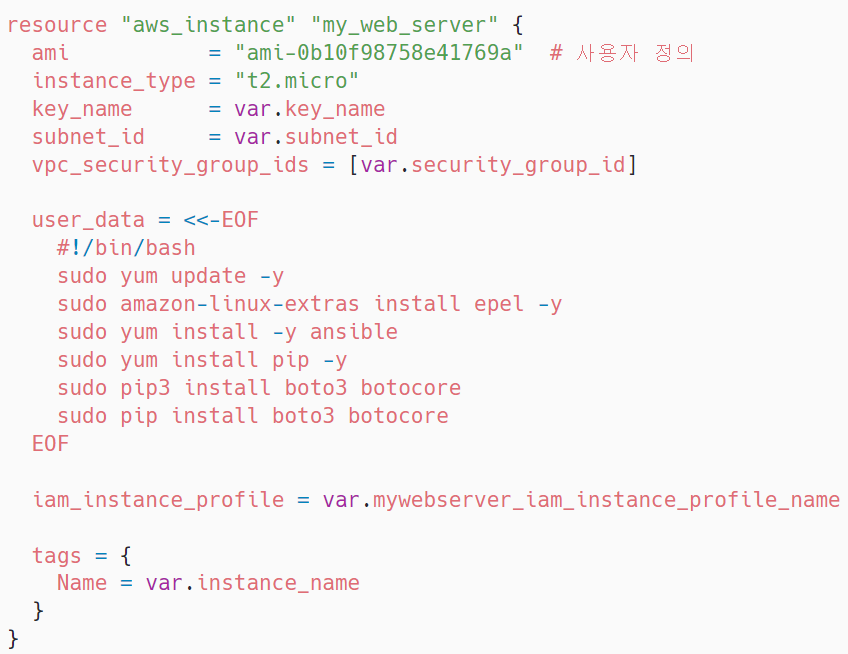 resource "aws_instance" "my_web_server" {
  ami           = "ami-0b10f98758e41769a"  # 사용자 정의
  instance_type = "t2.micro"
  key_name      = var.key_name
  subnet_id     = var.subnet_id
  vpc_security_group_ids = [var.security_group_id]

  user_data = <<-EOF
    #!/bin/bash
    sudo yum update -y
    sudo amazon-linux-extras install epel -y
    sudo yum install -y ansible
    sudo yum install pip -y
    sudo pip3 install boto3 botocore
    sudo pip install boto3 botocore
  EOF

  iam_instance_profile = var.mywebserver_iam_instance_profile_name

  tags = {
    Name = var.instance_name
  }
}